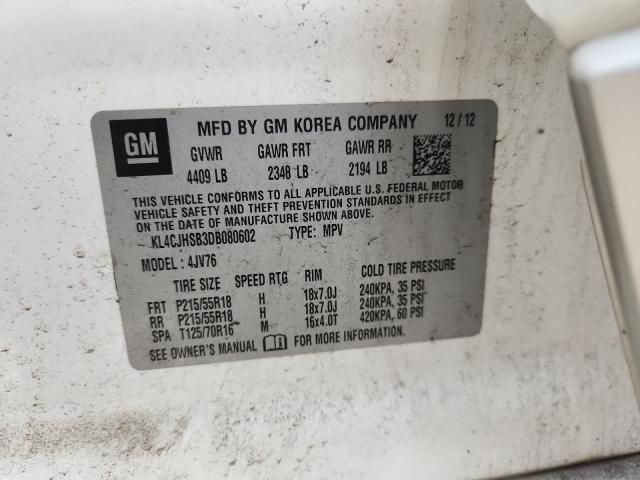 GM
MFD BY GM KOREA COMPANY 12/12
GVWR GAWR FRT GAWR RR
4409 LB 2348 LB 2194 LB
THIS VEHICLE CONFORMS TO ALL APPLICABLE U.S. FEDERAL MOTOR
VEHICLE SAFETY AND THEFT PREVENTION STANDARDS IN EFFECT
ON THE DATE OF MANUFACTURE SHOWN ABOVE.
KL4CJHSB3DB080602 TYPE: MPV
MODEL : 4JV76
TIRE SIZE SPEED RTG RIM COLD TIRE PRESSURE
FRT P215/55R18 H 18x7.0J 240KPA, 35 PSI
RR P215/55R18 H 18x7.0J 240KPA, 35 PSI
SPA T125/70R16 M 16x4.0T 420KPA, 60 PSI
SEE OWNER'S MANUAL FOR MORE INFORMATION.